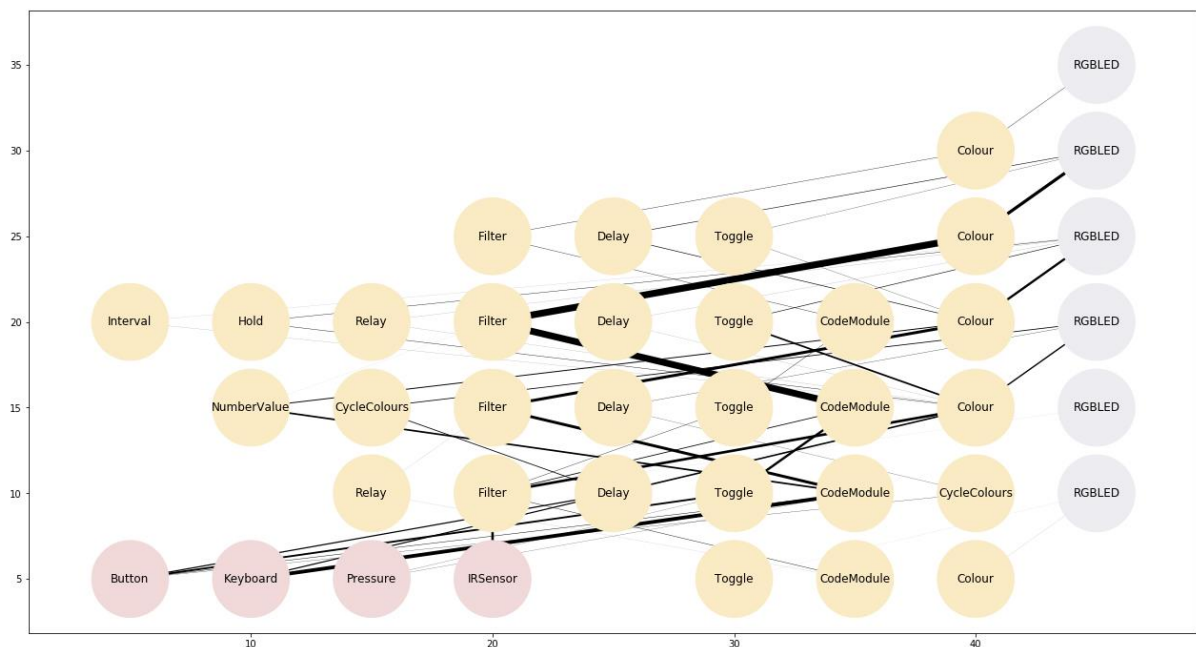 35 RGBLED
30 Colour RGBLED
25 Filter Delay Toggle Colour RGBLED
20 Interval Hold Relay Filter Delay Toggle CodeModule Colour RGBLED
15 NumberValue CycleColours Filter Delay Toggle CodeModule Colour RGBLED
10 Relay Filter Delay Toggle CodeModule CycleColours RGBLED
5 Button Keyboard Pressure IRSensor Toggle CodeModule Colour
10 20 30 40